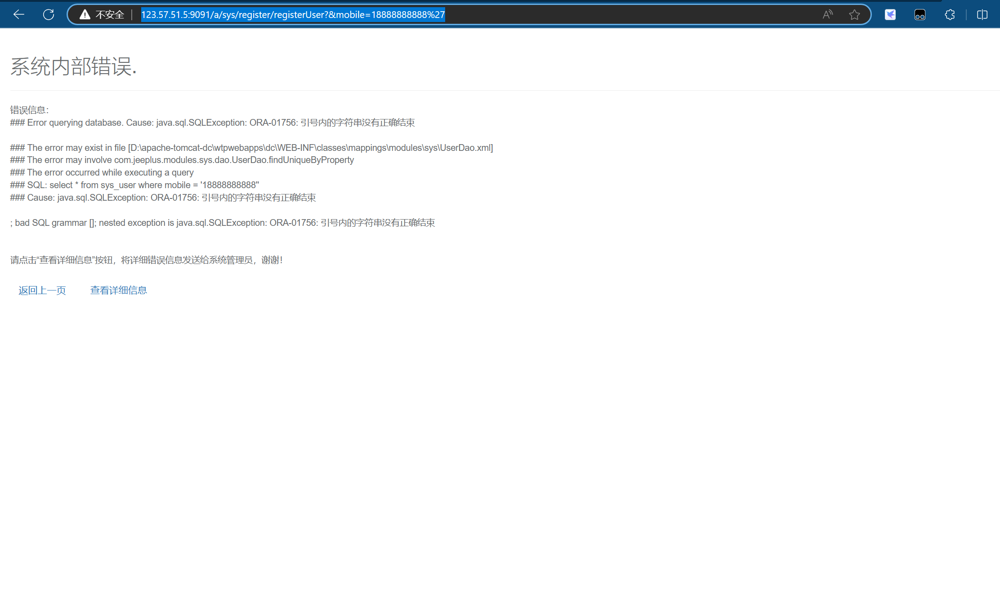 不安全
123.57.51.5:9091/a/sys/register/registerUser?&mobile=18888888888%27
系统内部错误.
错误信息：
### Error querying database. Cause: java.sql.SQLException: ORA-01756: 引号内的字符串没有正确结束
### The error may exist in file [D:\apache-tomcat-dc\wtpwebapps\dc\WEB-INF\classes\mappings\modules\sys\UserDao.xml]
### The error may involve com.jeeplus.modules.sys.dao.UserDao.findUniqueByProperty
### The error occurred while executing a query
### SQL: select * from sys_user where mobile = '18888888888''
### Cause: java.sql.SQLException: ORA-01756: 引号内的字符串没有正确结束
; bad SQL grammar []; nested exception is java.sql.SQLException: ORA-01756: 引号内的字符串没有正确结束
请点击“查看详细信息”按钮，将详细错误信息发送给系统管理员，谢谢！
返回上一页 查看详细信息